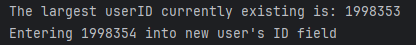 The largest userID currently existing is: 1998353
Entering 1998354 into new user's ID field